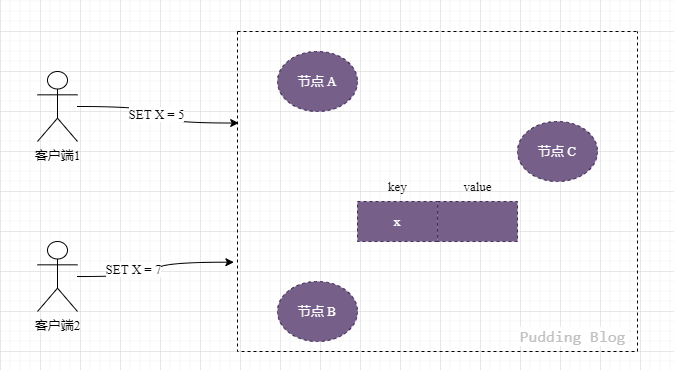 节点 A
SET X = 5
客户端1
节点 C
key value
x
SET X = 7
客户端2
节点 B
Pudding Blog